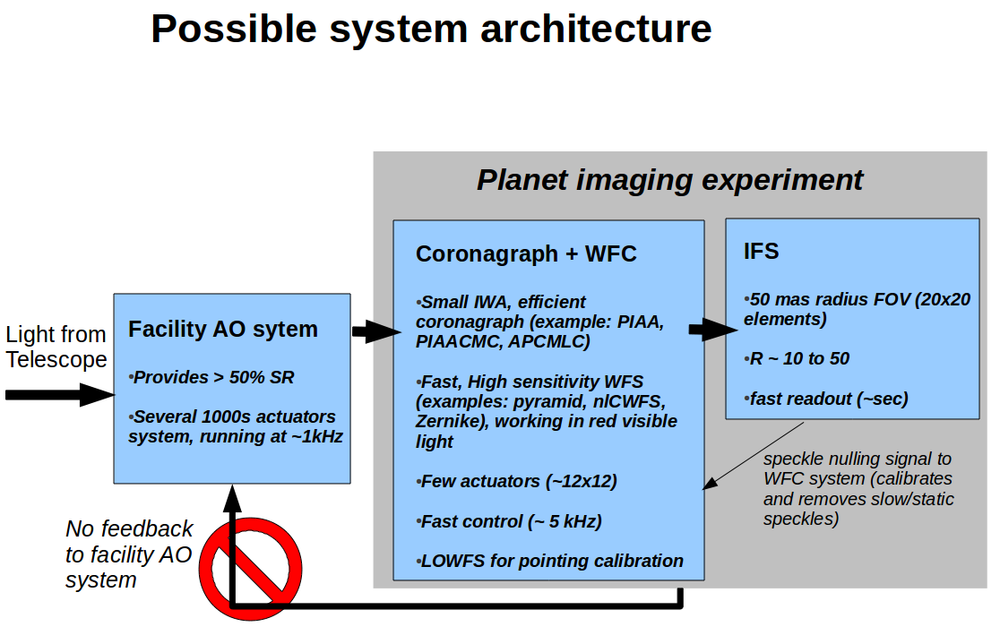 Possible system architecture
Planet imaging experiment
Light from
Telescope
Facility AO sytem
•Provides > 50% SR
•Several 1000s actuators
system, running at ~1kHz
Coronagraph + WFC
•Small IWA, efficient
coronagraph (example: PIAA,
PIAACMC, APCMLC)
•Fast, High sensitivity WFS
(examples: pyramid, nlCWFS,
Zernike), working in red visible
light
•Few actuators (~12x12)
•Fast control (~ 5 kHz)
•LOWFS for pointing calibration
IFS
•50 mas radius FOV (20x20
elements)
•R ~ 10 to 50
•fast readout (~sec)
speckle nulling signal to
WFC system (calibrates
and removes slow/static
speckles)
No feedback
to facility AO
system